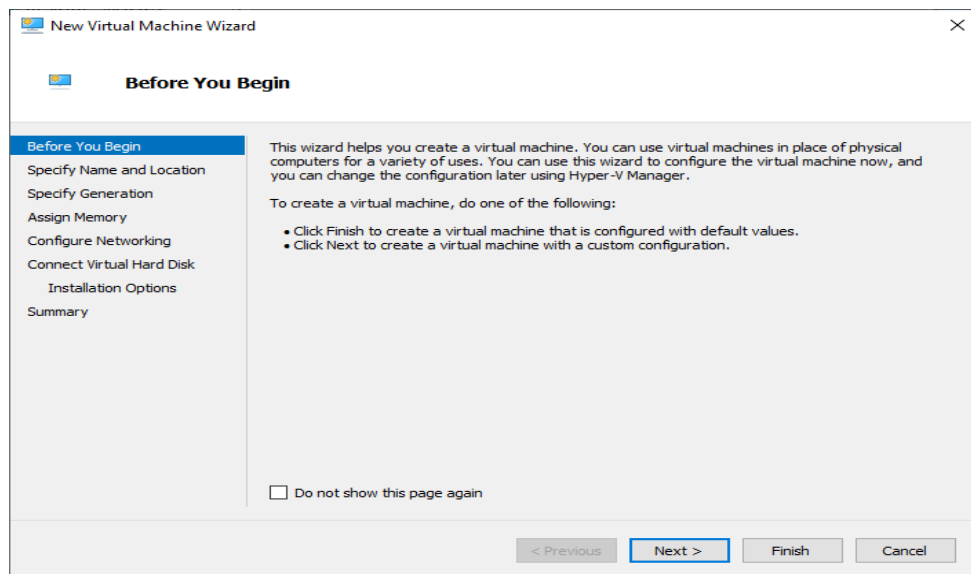 New Virtual Machine Wizard
Before You Begin
Before You Begin
Specify Name and Location
Specify Generation
Assign Memory
Configure Networking
Connect Virtual Hard Disk
Installation Options
Summary
This wizard helps you create a virtual machine. You can use virtual machines in place of physical
computers for a variety of uses. You can use this wizard to configure the virtual machine now, and
you can change the configuration later using Hyper-V Manager.
To create a virtual machine, do one of the following:
• Click Finish to create a virtual machine that is configured with default values.
• Click Next to create a virtual machine with a custom configuration.
Do not show this page again
< Previous
Next >
Finish
Cancel